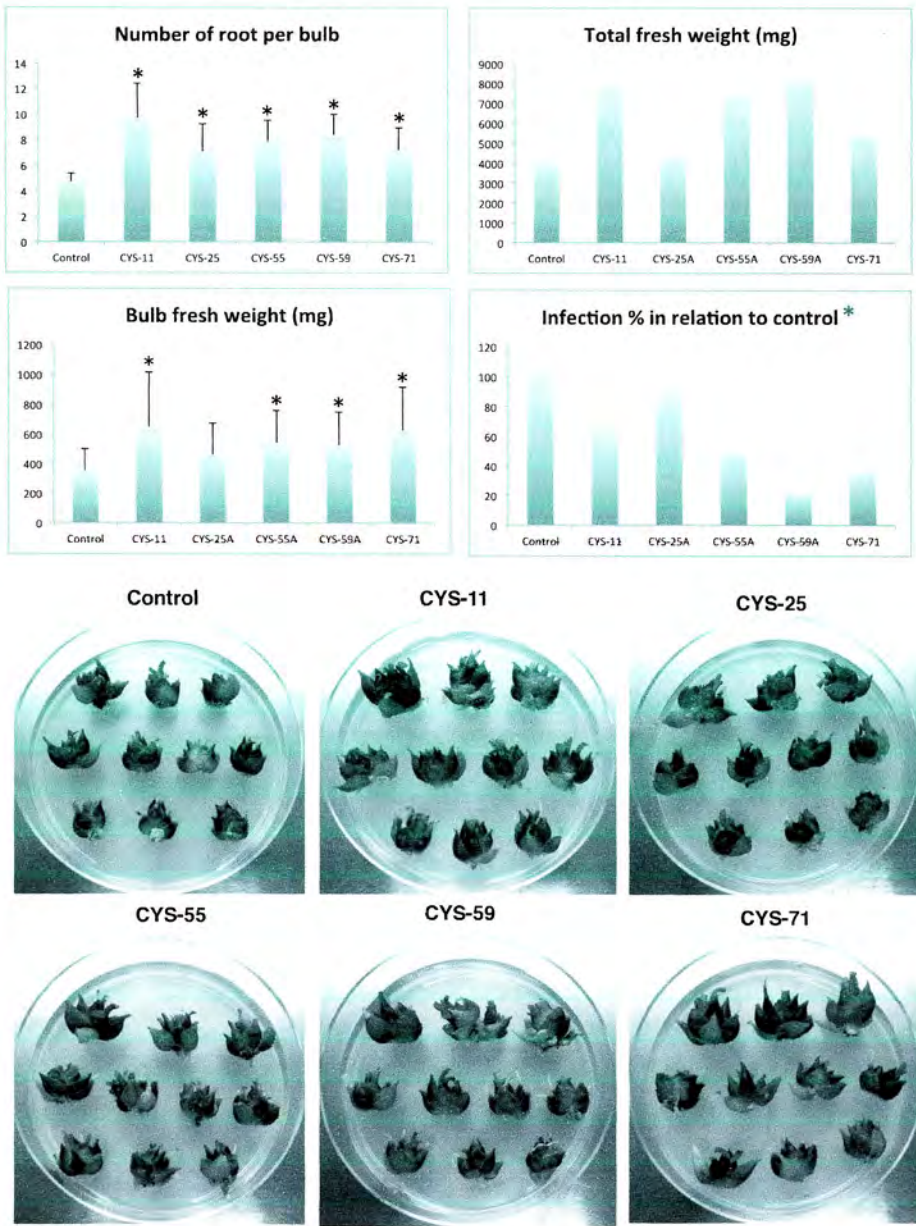 Number of root per bulb
*
*
*
*
*
14
12
10
8
6
4
2
0
Control CYS-11 CYS-25 CYS-55 CYS-59 CYS-71
Total fresh weight (mg)
9000
8000
7000
6000
5000
4000
3000
2000
1000
0
Control CYS-11 CYS-25A CYS-55A CYS-59A CYS-71
Bulb fresh weight (mg)
*
*
*
*
1200
1000
800
600
400
200
0
Control CYS-11 CYS-25A CYS-55A CYS-59A CYS-71
Infection % in relation to control *
120
100
80
60
40
20
0
Control CYS-11 CYS-25A CYS-55A CYS-59A CYS-71
Control
CYS-11
CYS-25
CYS-55
CYS-59
CYS-71